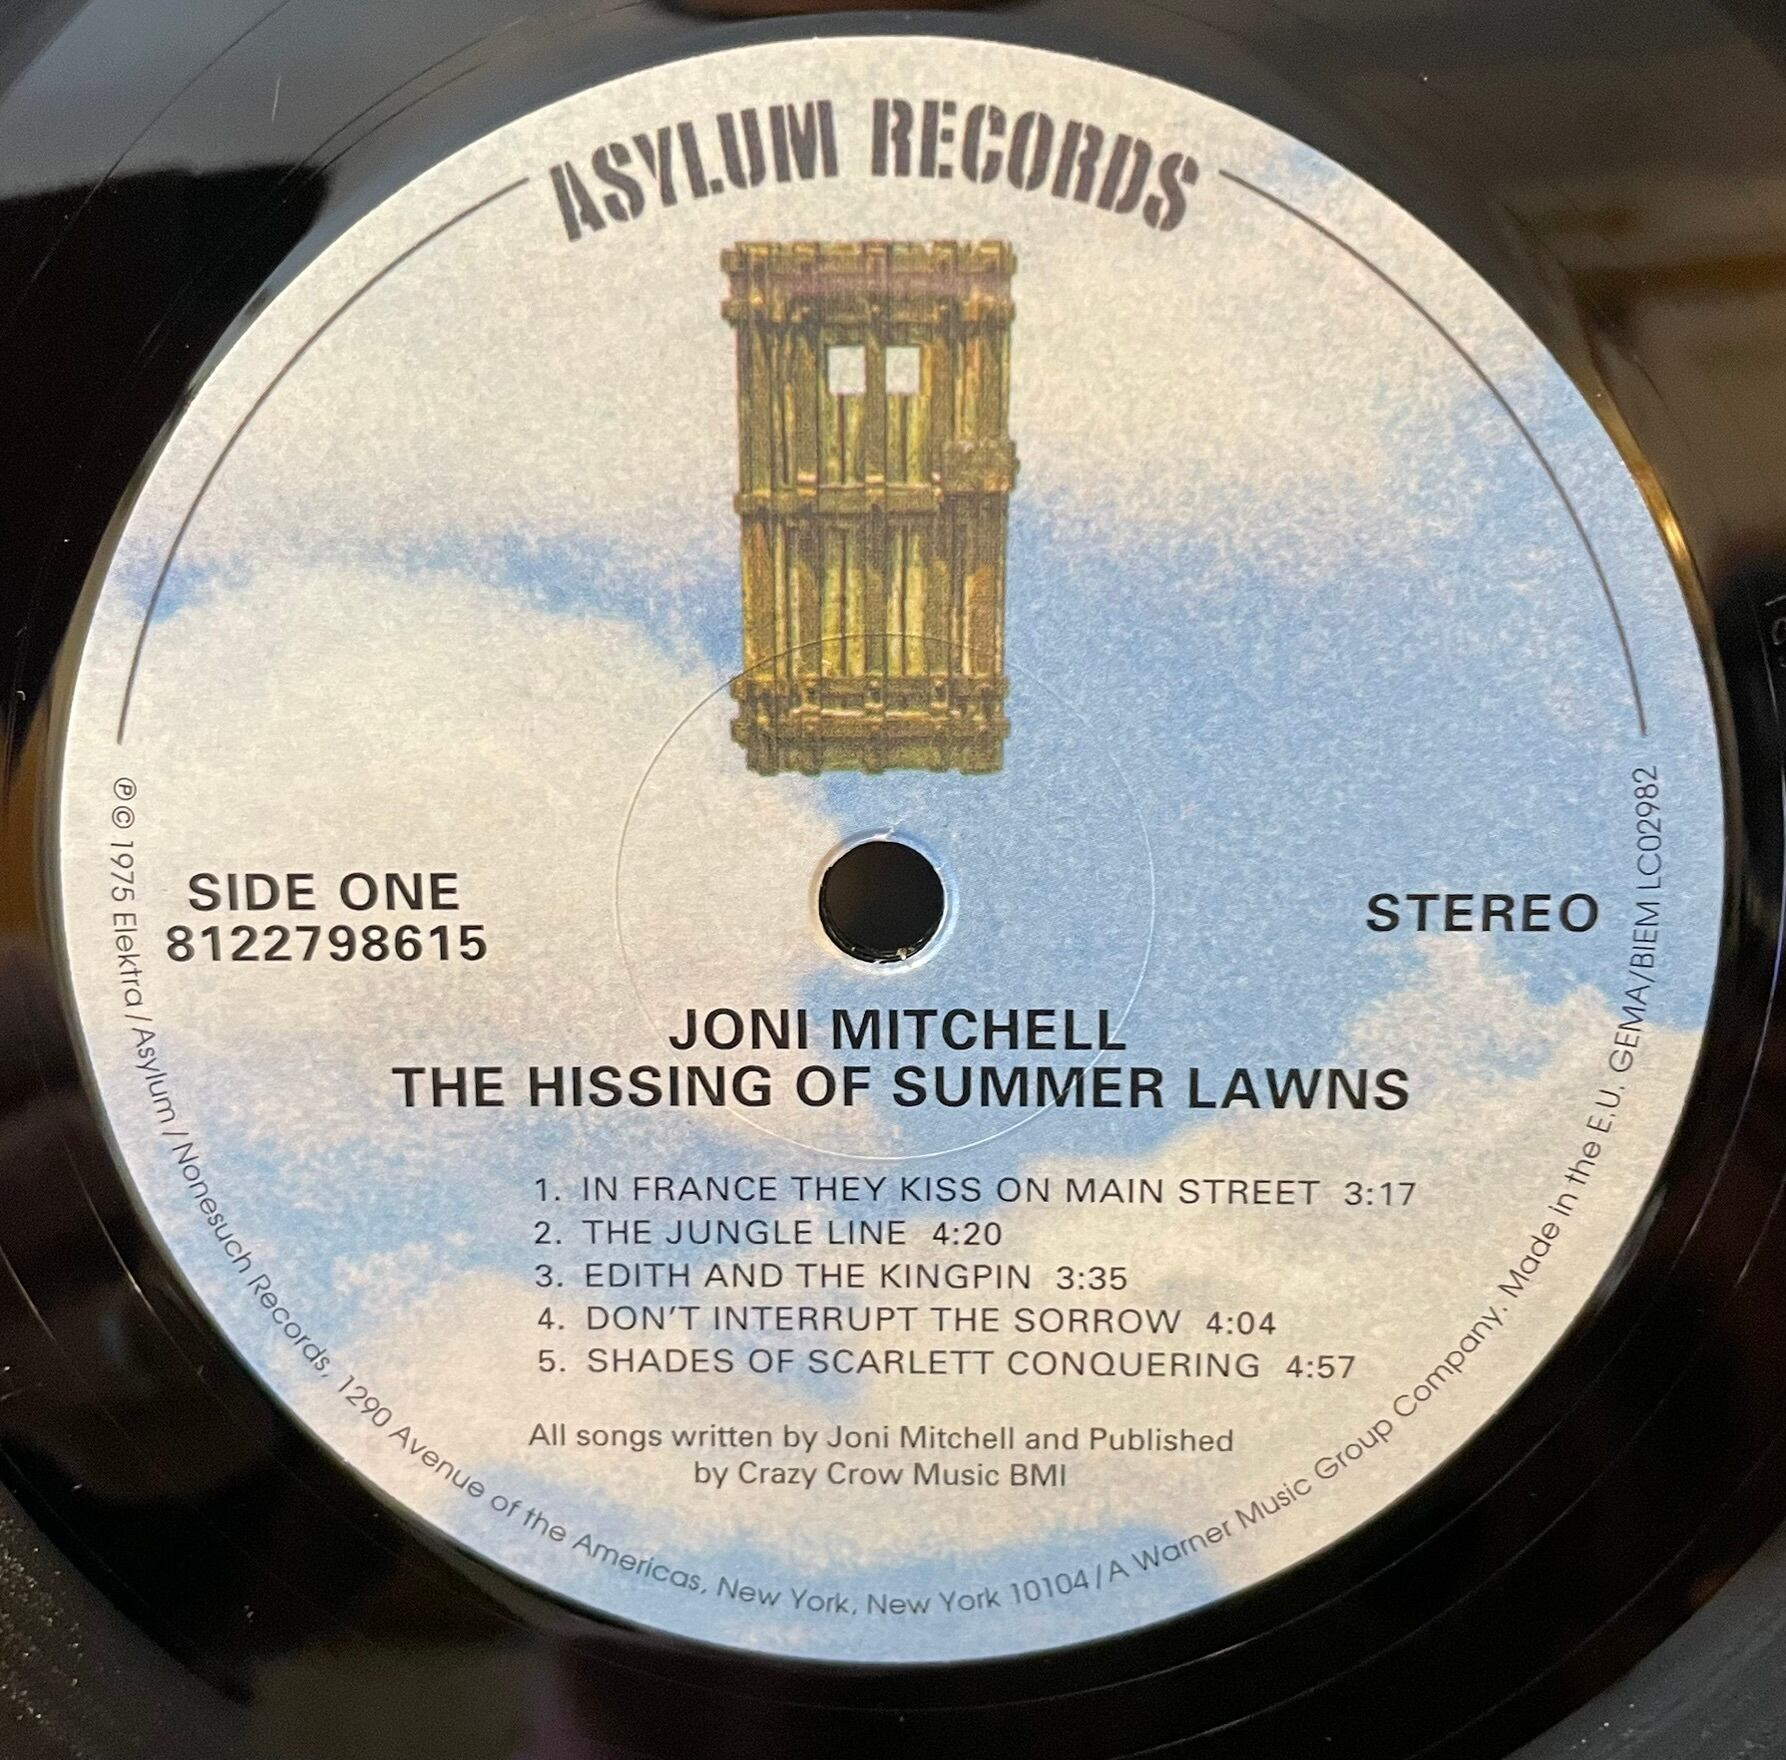 ASYLUM RECORDS
SIDE ONE
8122798615
STEREO
JONI MITCHELL
THE HISSING OF SUMMER LAWNS
1. IN FRANCE THEY KISS ON MAIN STREET 3:17
2. THE JUNGLE LINE 4:20
3. EDITH AND THE KINGPIN 3:35
4. DON'T INTERRUPT THE SORROW 4:04
5. SHADES OF SCARLETT CONQUERING 4:57
All songs written by Joni Mitchell and Published
by Crazy Crow Music BMI
℗© 1975 Elektra/Asylum/Nonesuch Records, 1290 Avenue of the Americas, New York, New York 10104/A Warner Music Group Company. Made in the E.U. GEMA/BIEM LC02982